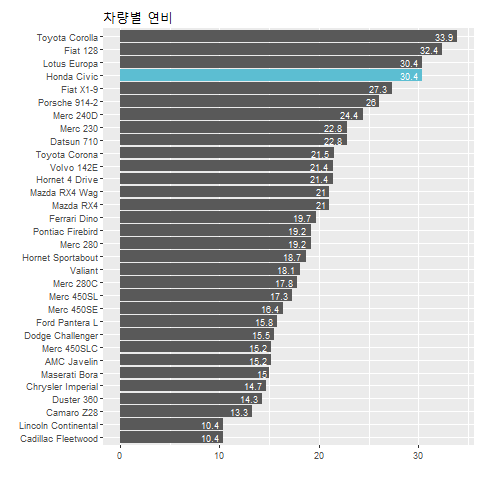 차량별 연비
Toyota Corolla 33.9
Fiat 128 32.4
Lotus Europa 30.4
Honda Civic 30.4
Fiat X1-9 27.3
Porsche 914-2 26
Merc 240D 24.4
Merc 230 22.8
Datsun 710 22.8
Toyota Corona 21.5
Volvo 142E 21.4
Hornet 4 Drive 21.4
Mazda RX4 Wag 21
Mazda RX4 21
Ferrari Dino 19.7
Pontiac Firebird 19.2
Merc 280 19.2
Hornet Sportabout 18.7
Valiant 18.1
Merc 280C 17.8
Merc 450SL 17.3
Merc 450SE 16.4
Ford Pantera L 15.8
Dodge Challenger 15.5
Merc 450SLC 15.2
AMC Javelin 15.2
Maserati Bora 15
Chrysler Imperial 14.7
Duster 360 14.3
Camaro Z28 13.3
Lincoln Continental 10.4
Cadillac Fleetwood 10.4
0 10 20 30